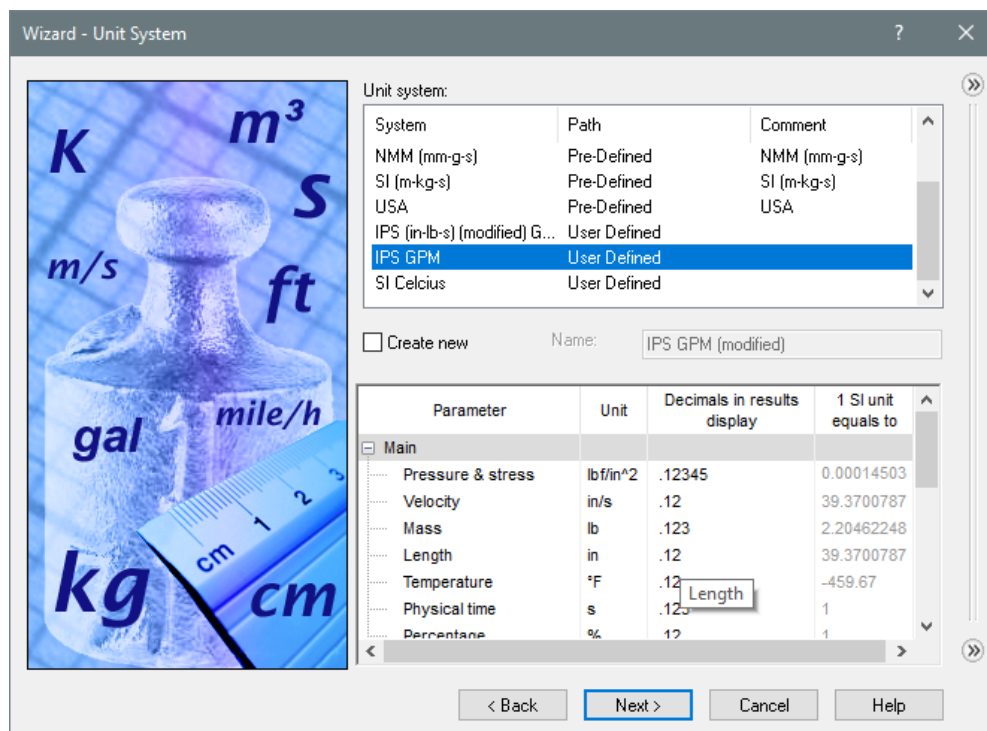 Wizard - Unit System ?
K
m³
S
m/s
ft
gal
mile/h
kg
cm
1 2 3
cm
Unit system:
System Path Comment
NMM (mm-g-s) Pre-Defined NMM (mm-g-s)
SI (m-kg-s) Pre-Defined SI (m-kg-s)
USA Pre-Defined USA
IPS (in-lb-s) (modified) G... User Defined
IPS GPM User Defined
SI Celcius User Defined
Create new Name: IPS GPM (modified)
Parameter Unit Decimals in results display 1 SI unit equals to
Main
Pressure & stress lbf/in^2 .12345 0.00014503
Velocity in/s .12 39.3700787
Mass lb .123 2.20462248
Length in .12 39.3700787
Temperature °F .12 -459.67
Length
Physical time s .123 1
Percentage % .12 1
< Back Next > Cancel Help